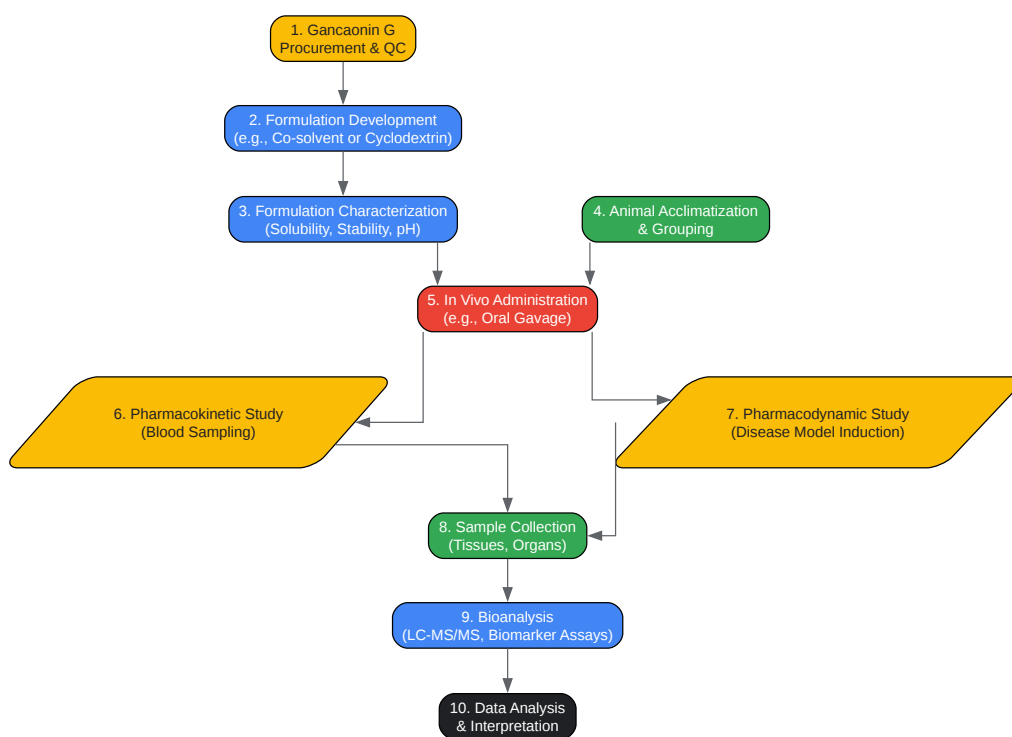 1. Gancaonin G
Procurement & QC
2. Formulation Development
(e.g., Co-solvent or Cyclodextrin)
3. Formulation Characterization
(Solubility, Stability, pH)
4. Animal Acclimatization
& Grouping
5. In Vivo Administration
(e.g., Oral Gavage)
6. Pharmacokinetic Study
(Blood Sampling)
7. Pharmacodynamic Study
(Disease Model Induction)
8. Sample Collection
(Tissues, Organs)
9. Bioanalysis
(LC-MS/MS, Biomarker Assays)
10. Data Analysis
& Interpretation